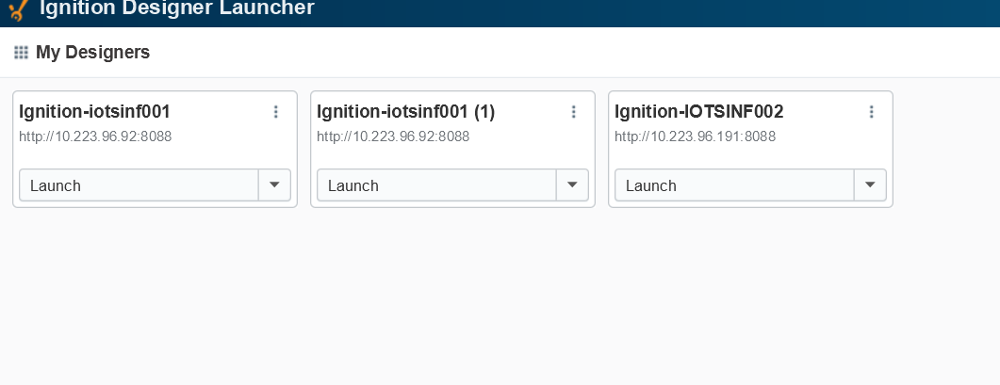 Ignition Designer Launcher
My Designers
Ignition-iotsinf001
http://10.223.96.92:8088
Launch
Ignition-iotsinf001 (1)
http://10.223.96.92:8088
Launch
Ignition-IOTSINF002
http://10.223.96.191:8088
Launch